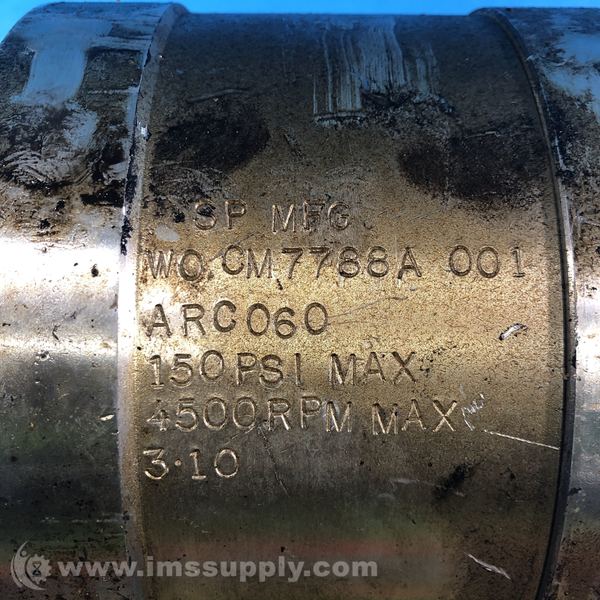 SP MFG.
WO.CM7788A 001
ARC060
150PSI MAX
4500RPM MAX
3·10
www.imssupply.com